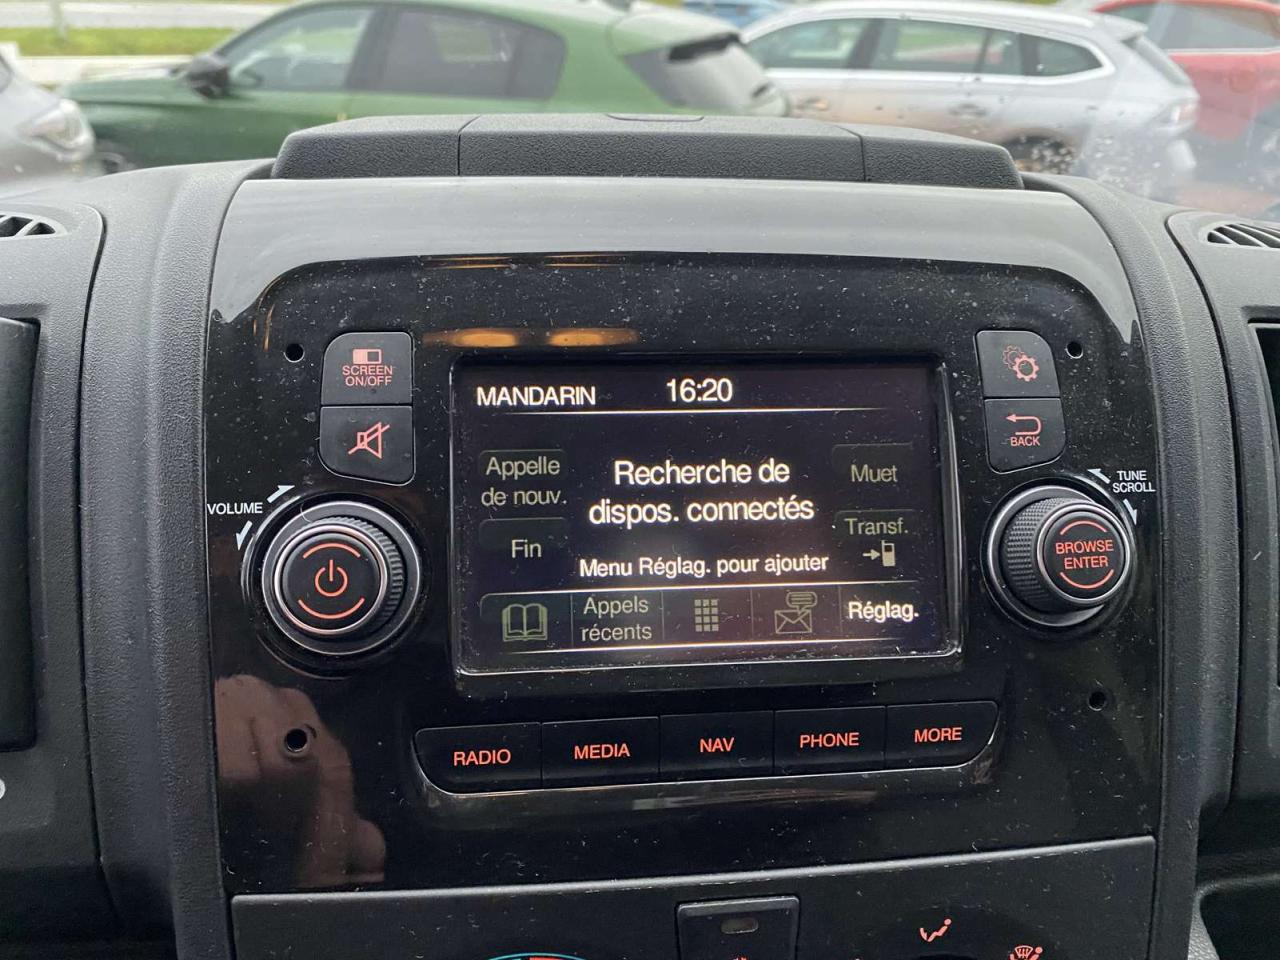 SCREEN
ON/OFF
VOLUME
MANDARIN 16:20
Appelle
de nouv.
Fin
Recherche de
dispos. connectés
Menu Réglag. pour ajouter
Muet
Transf.
Appels
récents
Réglag.
BACK
TUNE
SCROLL
BROWSE
ENTER
RADIO MEDIA NAV PHONE MORE